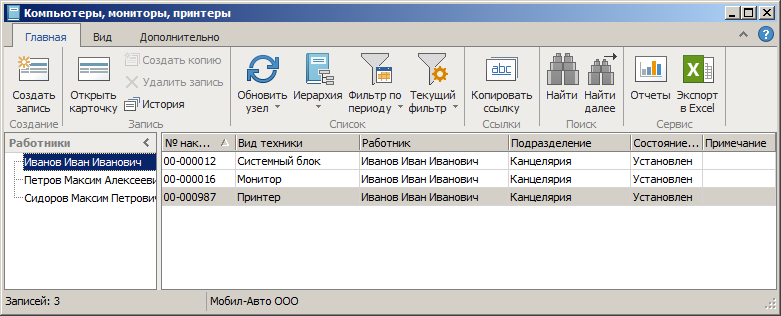 Компьютеры, мониторы, принтеры
Главная Вид Дополнительно
Создать запись
Открыть карточку
Создать копию
Удалить запись
История
Обновить узел
Иерархия
Фильтр по периоду
Текущий фильтр
Копировать ссылку
abc
Найти
Найти далее
Отчеты
Экспорт в Excel
X
Создание Запись Список Ссылки Поиск Сервис
Работники
Иванов Иван Иванович
Петров Максим Алексееви
Сидоров Максим Петрович
№ нак... Вид техники Работник Подразделение Состояние... Примечание
00-000012 Системный блок Иванов Иван Иванович Канцелярия Установлен
00-000016 Монитор Иванов Иван Иванович Канцелярия Установлен
00-000987 Принтер Иванов Иван Иванович Канцелярия Установлен
Записей: 3 Мобил-Авто ООО